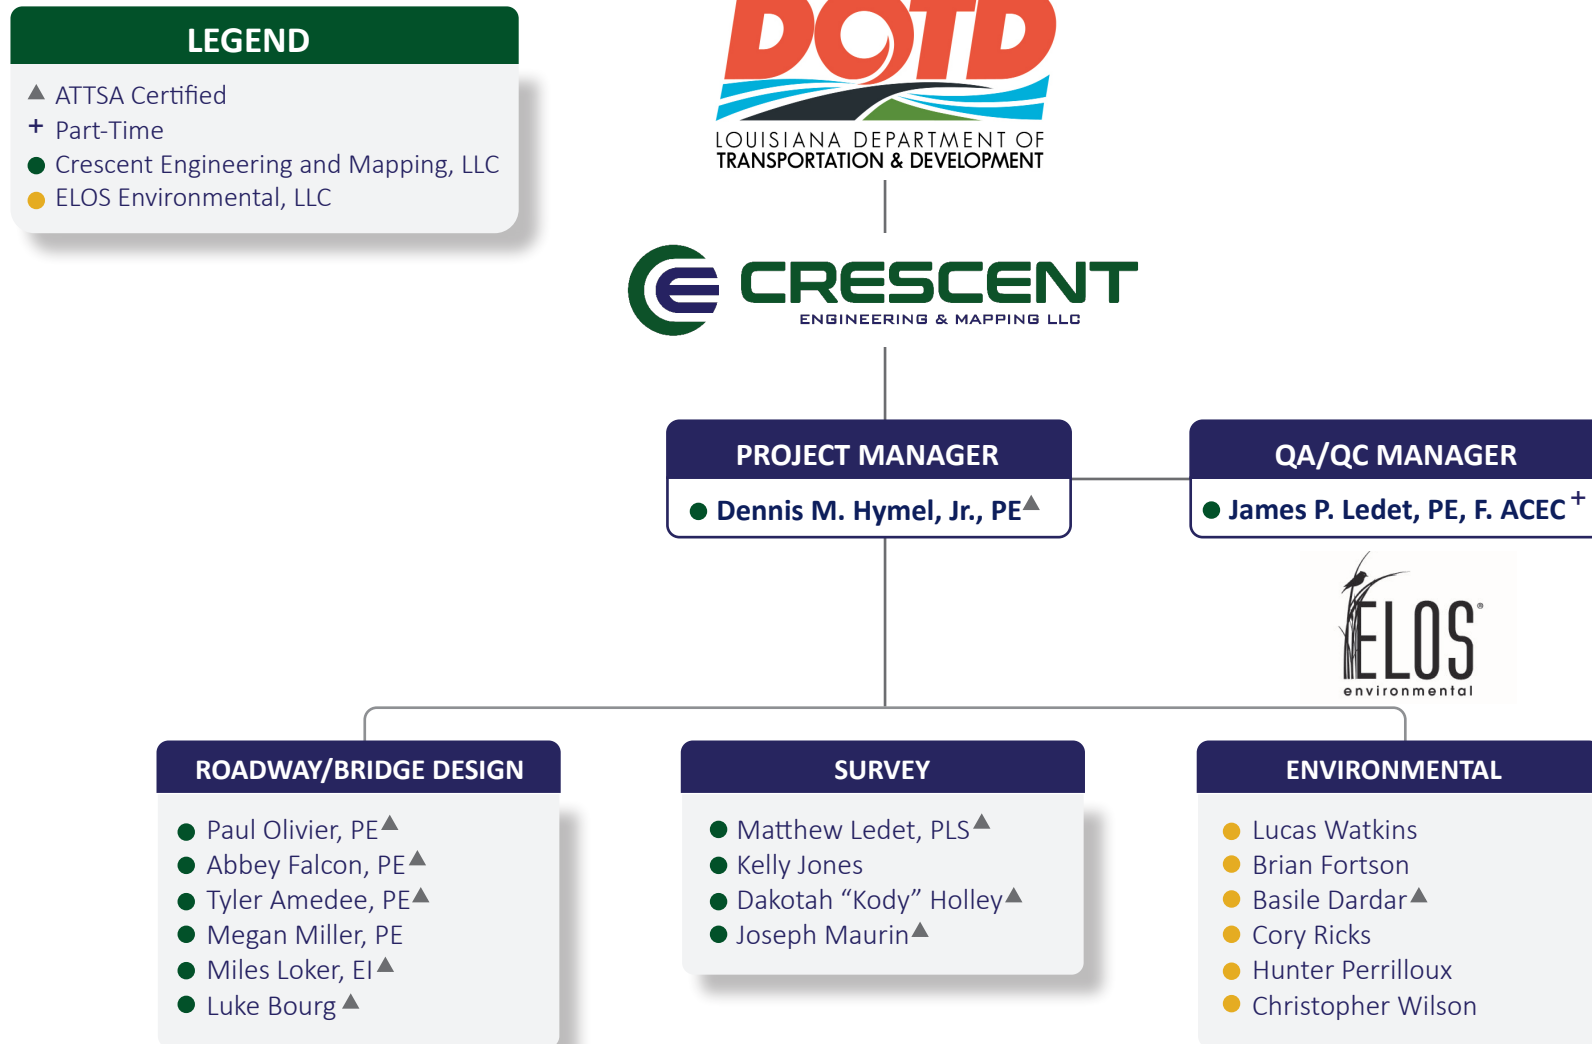 LEGEND
▲ ATTSA Certified
+ Part-Time
● Crescent Engineering and Mapping, LLC
● ELOS Environmental, LLC
DOTD
LOUISIANA DEPARTMENT OF
TRANSPORTATION & DEVELOPMENT
CRESCENT
ENGINEERING & MAPPING LLC
PROJECT MANAGER
● Dennis M. Hymel, Jr., PE▲
QA/QC MANAGER
● James P. Ledet, PE, F. ACEC+
ELOS®
environmental
ROADWAY/BRIDGE DESIGN
● Paul Olivier, PE▲
● Abbey Falcon, PE▲
● Tyler Amedee, PE▲
● Megan Miller, PE
● Miles Loker, EI▲
● Luke Bourg▲
SURVEY
● Matthew Ledet, PLS▲
● Kelly Jones
● Dakotah “Kody” Holley▲
● Joseph Maurin▲
ENVIRONMENTAL
● Lucas Watkins
● Brian Fortson
● Basile Dardar▲
● Cory Ricks
● Hunter Perrilloux
● Christopher Wilson